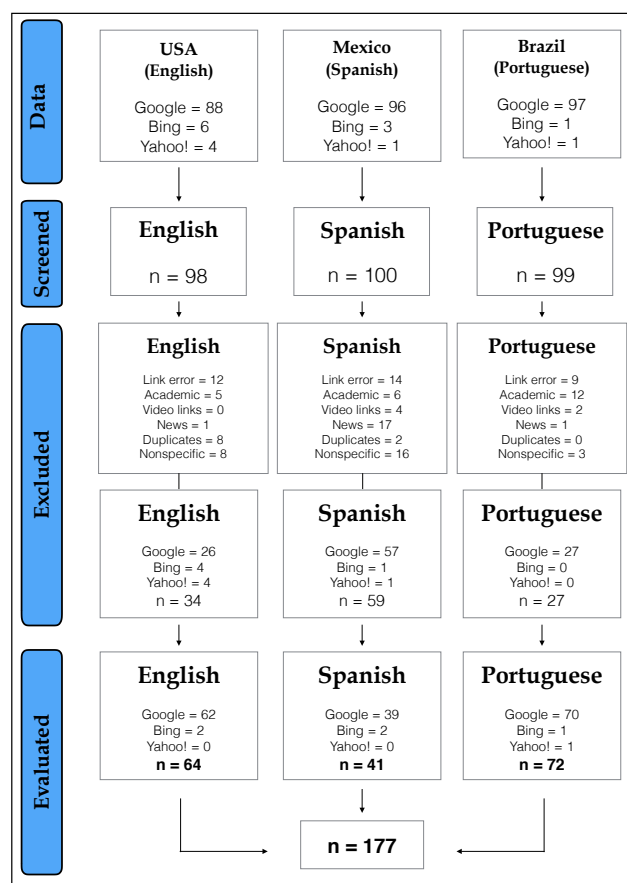 Data
USA
(English)
Google = 88
Bing = 6
Yahoo! = 4
Mexico
(Spanish)
Google = 96
Bing = 3
Yahoo! = 1
Brazil
(Portuguese)
Google = 97
Bing = 1
Yahoo! = 1
Screened
English
n = 98
Spanish
n = 100
Portuguese
n = 99
Excluded
English
Link error = 12
Academic = 5
Video links = 0
News = 1
Duplicates = 8
Nonspecific = 8
Spanish
Link error = 14
Academic = 6
Video links = 4
News = 17
Duplicates = 2
Nonspecific = 16
Portuguese
Link error = 9
Academic = 12
Video links = 2
News = 1
Duplicates = 0
Nonspecific = 3
English
Google = 26
Bing = 4
Yahoo! = 4
n = 34
Spanish
Google = 57
Bing = 1
Yahoo! = 1
n = 59
Portuguese
Google = 27
Bing = 0
Yahoo! = 0
n = 27
Evaluated
English
Google = 62
Bing = 2
Yahoo! = 0
n = 64
Spanish
Google = 39
Bing = 2
Yahoo! = 0
n = 41
Portuguese
Google = 70
Bing = 1
Yahoo! = 1
n = 72
n = 177